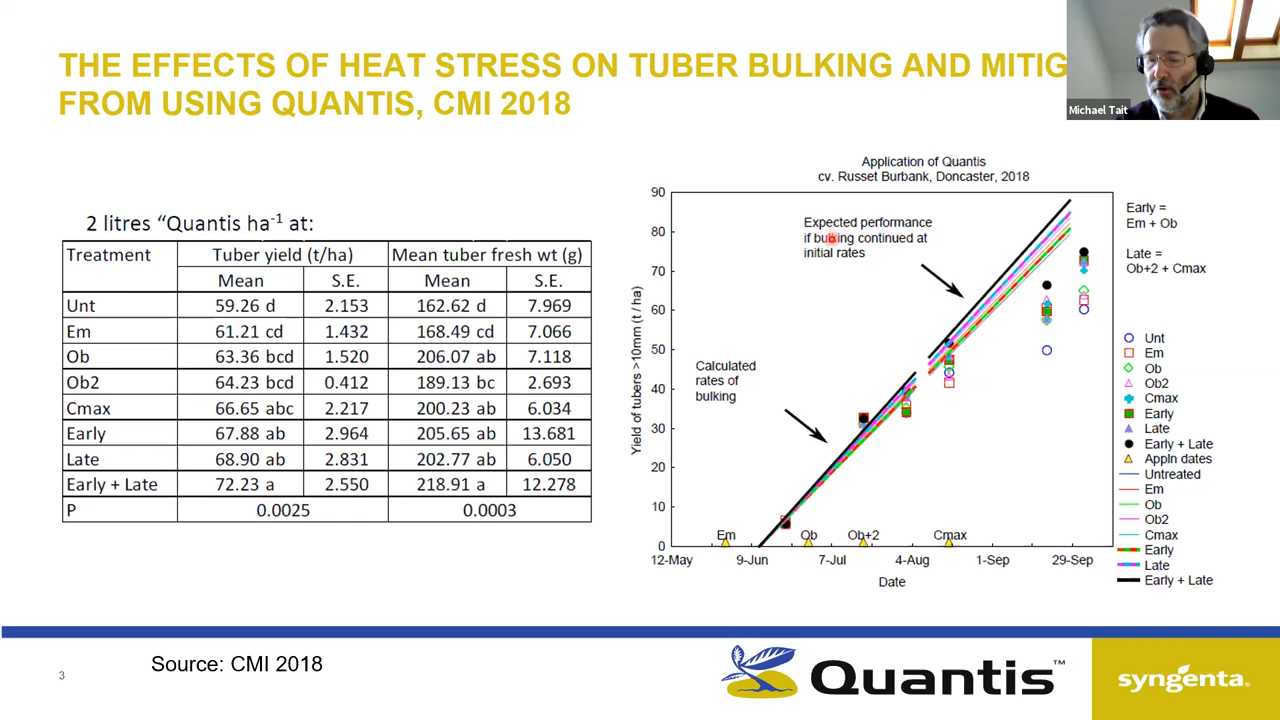 THE EFFECTS OF HEAT STRESS ON TUBER BULKING AND MITIG
FROM USING QUANTIS, CMI 2018
Michael Tait
2 litres “Quantis ha-1 at:
Treatment Tuber yield (t/ha) Mean tuber fresh wt (g)
Mean S.E. Mean S.E.
Unt 59.26 d 2.153 162.62 d 7.969
Em 61.21 cd 1.432 168.49 cd 7.066
Ob 63.36 bcd 1.520 206.07 ab 7.118
Ob2 64.23 bcd 0.412 189.13 bc 2.693
Cmax 66.65 abc 2.217 200.23 ab 6.034
Early 67.88 ab 2.964 205.65 ab 13.681
Late 68.90 ab 2.831 202.77 ab 6.050
Early + Late 72.23 a 2.550 218.91 a 12.278
P 0.0025 0.0003
Application of Quantis
cv. Russet Burbank, Doncaster, 2018
Yield of tubers >10mm (t / ha)
90
80
70
60
50
40
30
20
10
0
Expected performance
if bulking continued at
initial rates
Calculated
rates of
bulking
Em Ob Ob+2 Cmax
12-May 9-Jun 7-Jul 4-Aug 1-Sep 29-Sep
Date
Early =
Em + Ob
Late =
Ob+2 + Cmax
Unt
Em
Ob
Ob2
Cmax
Early
Late
Early + Late
Appln dates
Untreated
Em
Ob
Ob2
Cmax
Early
Late
Early + Late
3
Source: CMI 2018
Quantis™
syngenta®